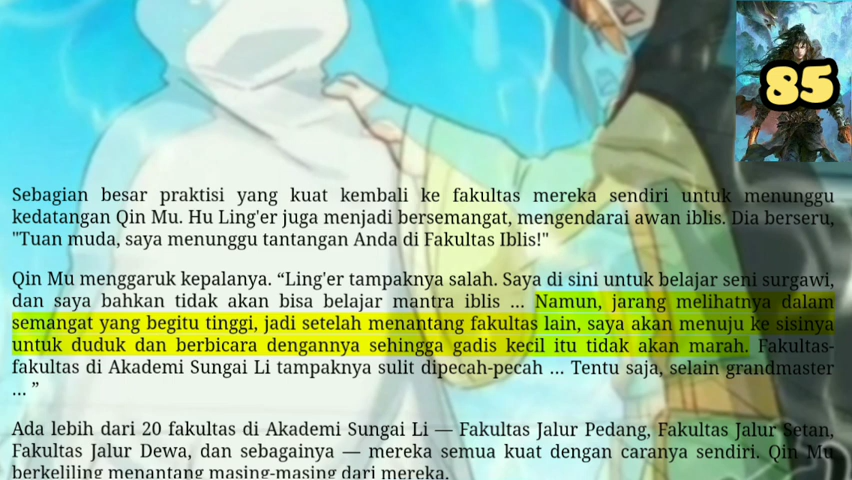 85
Sebagian besar praktisi yang kuat kembali ke fakultas mereka sendiri untuk menunggu
kedatangan Qin Mu. Hu Ling'er juga menjadi bersemangat, mengendarai awan iblis. Dia berseru,
"Tuan muda, saya menunggu tantangan Anda di Fakultas Iblis!"
Qin Mu menggaruk kepalanya. “Ling'er tampaknya salah. Saya di sini untuk belajar seni surgawi,
dan saya bahkan tidak akan bisa belajar mantra iblis ... Namun, jarang melihatnya dalam
semangat yang begitu tinggi, jadi setelah menantang fakultas lain, saya akan menuju ke sisinya
untuk duduk dan berbicara dengannya sehingga gadis kecil itu tidak akan marah. Fakultas-
fakultas di Akademi Sungai Li tampaknya sulit dipecah-pecah ... Tentu saja, selain grandmaster
... ”
Ada lebih dari 20 fakultas di Akademi Sungai Li — Fakultas Jalur Pedang, Fakultas Jalur Setan,
Fakultas Jalur Dewa, dan sebagainya — mereka semua kuat dengan caranya sendiri. Qin Mu
berkeliling menantang masing-masing dari mereka.